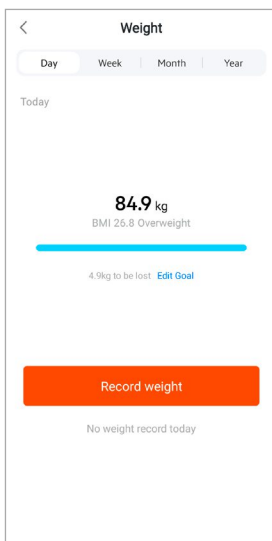 Weight
Day Week Month Year
Today
84.9 kg
BMI 26.8 Overweight
4.9kg to be lost Edit Goal
Record weight
No weight record today